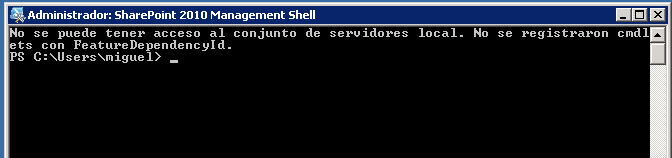 Administrador: SharePoint 2010 Management Shell
No se puede tener acceso al conjunto de servidores local. No se registraron cmdl
ets con FeatureDependencyId.
PS C:\Users\miguel> _